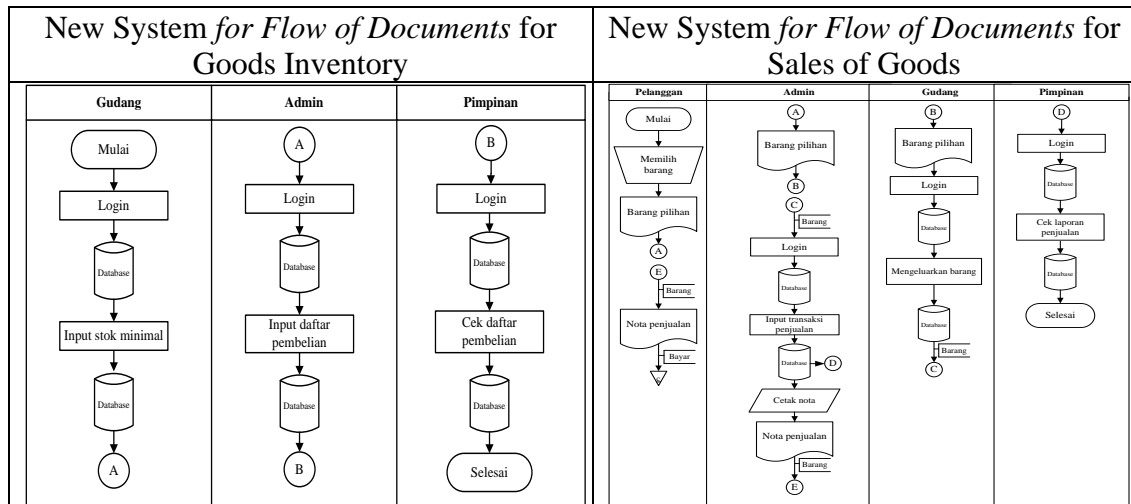 New System for Flow of Documents for
Goods Inventory
Gudang
Admin
Pimpinan
Mulai
Login
Database
Input stok minimal
Database
A
A
Login
Database
Input daftar
pembelian
Database
B
B
Login
Database
Cek daftar
pembelian
Database
Selesai
New System for Flow of Documents for
Sales of Goods
Pelanggan
Admin
Gudang
Pimpinan
Mulai
Memilih
barang
Barang pilihan
A
E
Barang
Nota penjualan
Bayar
A
Barang pilihan
B
C
Barang
Login
Database
Input transaksi
penjualan
Database
D
Cetak nota
Nota penjualan
Barang
E
B
Barang pilihan
Login
Database
Mengeluarkan barang
Database
Barang
C
D
Login
Database
Cek laporan
penjualan
Database
Selesai